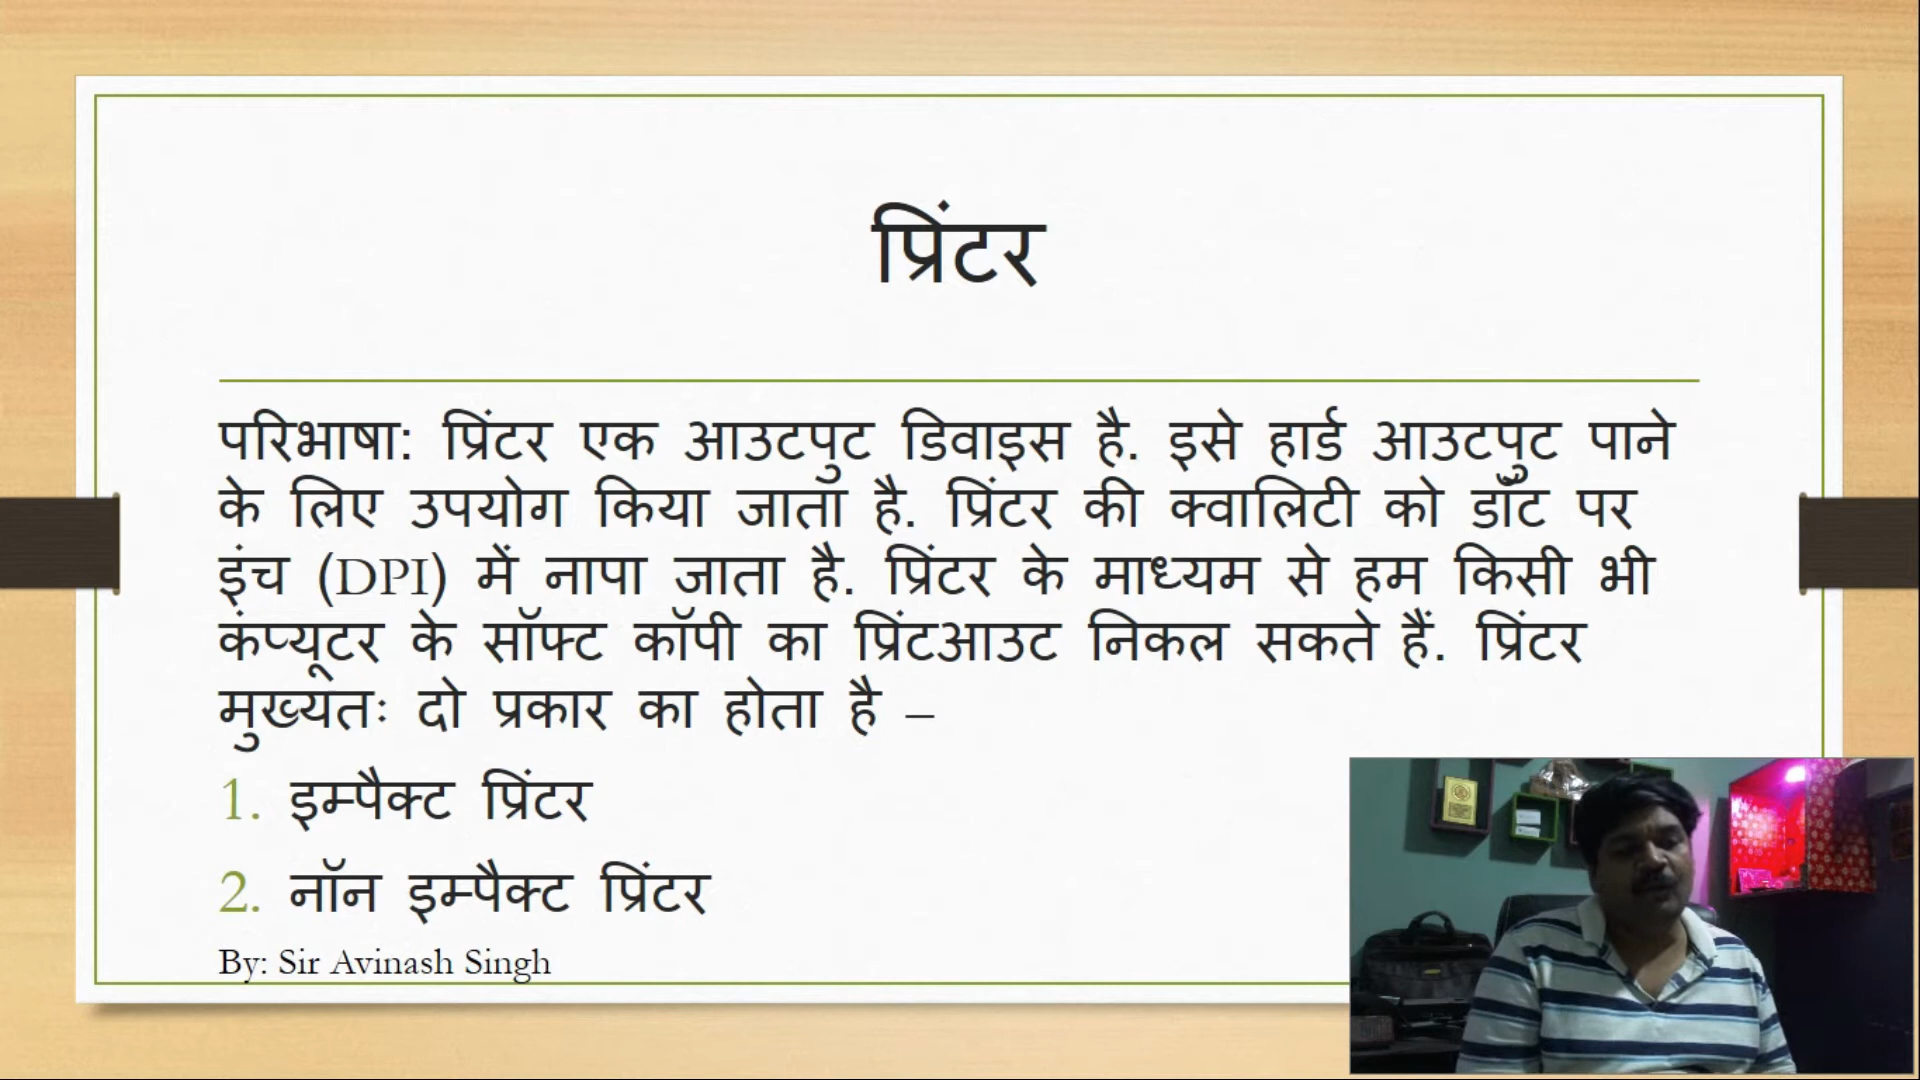 प्रिंटर
परिभाषा: प्रिंटर एक आउटपुट डिवाइस है. इसे हार्ड आउटपुट पाने
के लिए उपयोग किया जाता है. प्रिंटर की क्वालिटी को डॉट पर
इंच (DPI) में नापा जाता है. प्रिंटर के माध्यम से हम किसी भी
कंप्यूटर के सॉफ्ट कॉपी का प्रिंटआउट निकल सकते हैं. प्रिंटर
मुख्यतः दो प्रकार का होता है –
1. इम्पैक्ट प्रिंटर
2. नॉन इम्पैक्ट प्रिंटर
By: Sir Avinash Singh